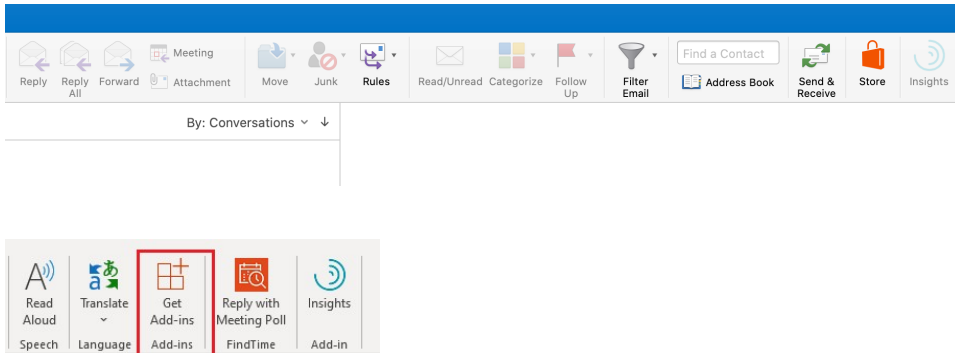 Reply
Reply
All
Forward
Meeting
Attachment
Move
Junk
Rules
Read/Unread
Categorize
Follow
Up
Filter
Email
Find a Contact
Address Book
Send &
Receive
Store
Insights
By: Conversations
Read
Aloud
Speech
Translate
Language
Get
Add-ins
Add-ins
Reply with
Meeting Poll
FindTime
Insights
Add-in